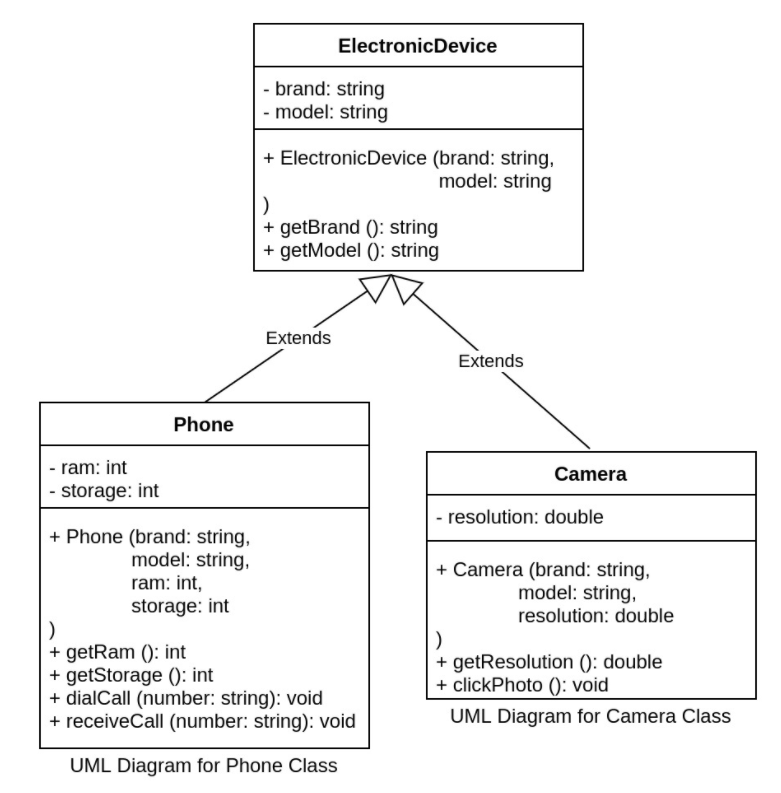 ElectronicDevice
- brand: string
- model: string
+ ElectronicDevice (brand: string,
model: string
)
+ getBrand (): string
+ getModel (): string
Extends
Extends
Phone
- ram: int
- storage: int
+ Phone (brand: string,
model: string,
ram: int,
storage: int
)
+ getRam (): int
+ getStorage (): int
+ dialCall (number: string): void
+ receiveCall (number: string): void
UML Diagram for Phone Class
Camera
- resolution: double
+ Camera (brand: string,
model: string,
resolution: double
)
+ getResolution (): double
+ clickPhoto (): void
UML Diagram for Camera Class